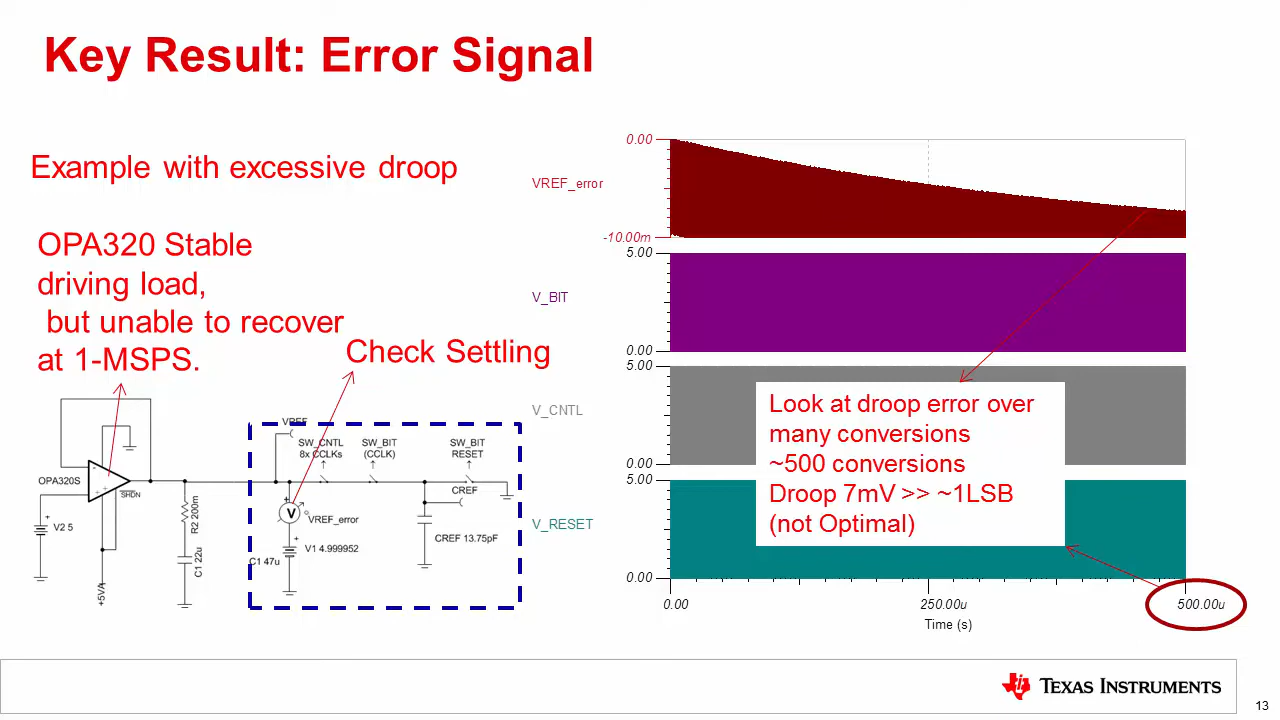 Key Result: Error Signal
Example with excessive droop
OPA320 Stable
driving load,
but unable to recover
at 1-MSPS.
Check Settling
VREF
SW_CNTL
8x CCLKs
SW_BIT
(CCLK)
SW_BIT
RESET
OPA320S
SHDN
CREF
R2 200m
VREF_error
V
V2 5
V1 4.999952
CREF 13.75pF
C1 47u
C1 22u
+5VA
0.00
VREF_error
-10.00m
5.00
V_BIT
0.00
5.00
V_CNTL
0.00
5.00
V_RESET
0.00
0.00
250.00u
500.00u
Time (s)
Look at droop error over
many conversions
~500 conversions
Droop 7mV >> ~1LSB
(not Optimal)
TEXAS INSTRUMENTS
13